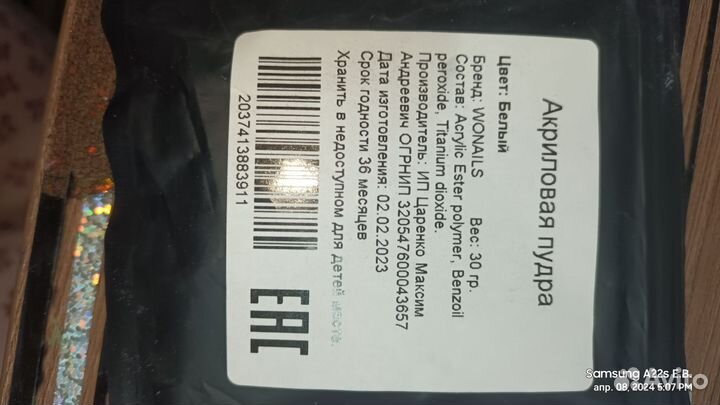 Акриловая пудра
Цвет: Белый
Бренд: WONAILS Вес: 30 гр.
Состав: Acrylic Ester polymer, Benzoil
peroxide, Titanium dioxide.
Производитель: ИП Царенко Максим
Андреевич ОГРНИП 320547600043657
Дата изготовления: 02.02.2023
Срок годности 36 месяцев
Хранить в недоступном для детей месте.
2037413883911
EAC
Samsung A22s E.B.
апр. 08, 2024 5:07 PM
Avito